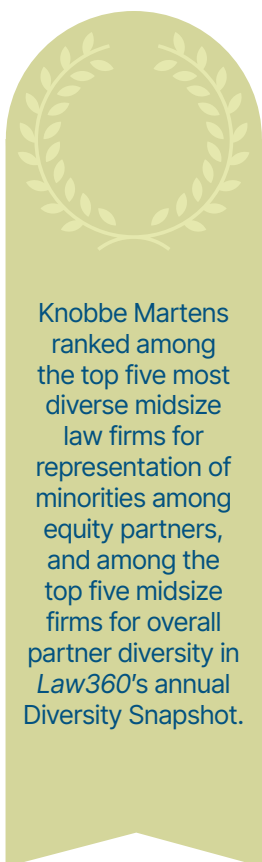 Knobbe Martens
ranked among
the top five most
diverse midsize
law firms for
representation of
minorities among
equity partners,
and among the
top five midsize
firms for overall
partner diversity in
Law360’s annual
Diversity Snapshot.